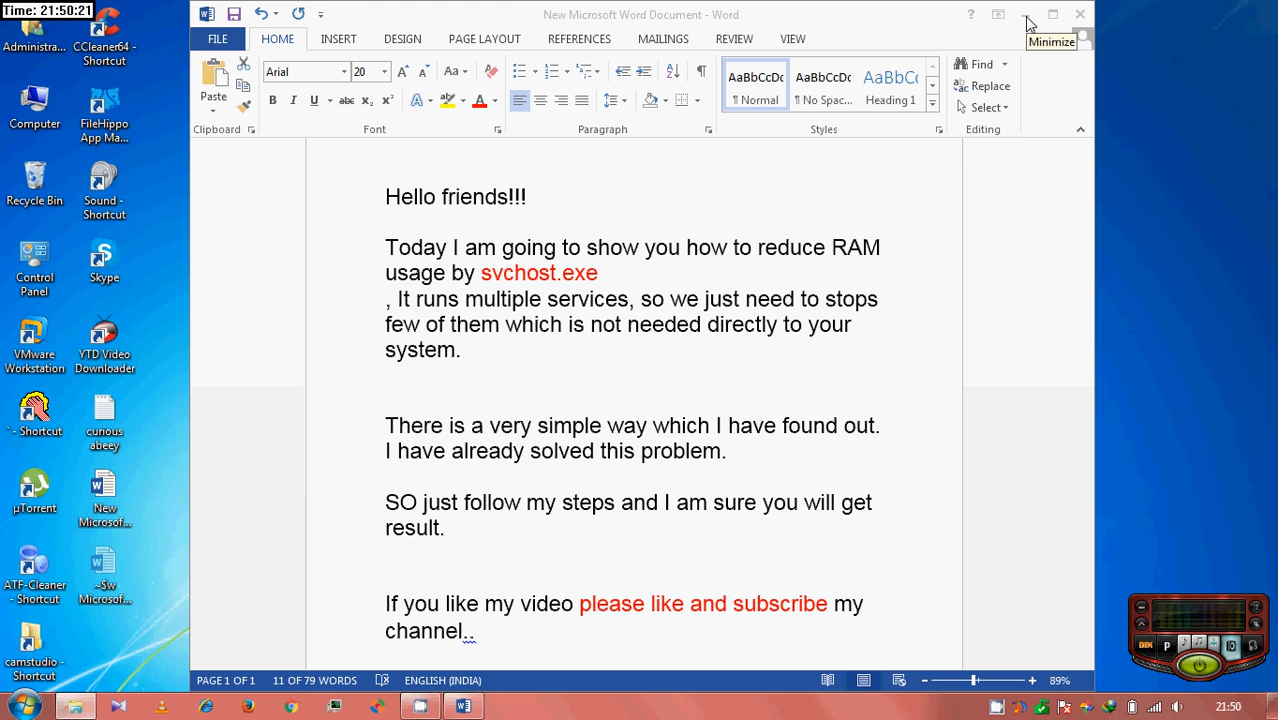 Time: 21:50:21
New Microsoft Word Document - Word
Minimize
FILE HOME INSERT DESIGN PAGE LAYOUT REFERENCES MAILINGS REVIEW VIEW
Paste
Arial 20
Aa
AaBbCcDc AaBbCcDc AaBbCc
¶ Normal ¶ No Spac... Heading 1
Find
Replace
Select
Clipboard Font Paragraph Styles Editing
Hello friends!!!
Today I am going to show you how to reduce RAM
usage by svchost.exe
, It runs multiple services, so we just need to stops
few of them which is not needed directly to your
system.
There is a very simple way which I have found out.
I have already solved this problem.
SO just follow my steps and I am sure you will get
result.
If you like my video please like and subscribe my
channel..
PAGE 1 OF 1 11 OF 79 WORDS ENGLISH (INDIA) 89%
Administra...
CCleaner64 -
Shortcut
Computer
FileHippo
App Ma...
Recycle Bin
Sound -
Shortcut
Control
Panel
Skype
VMware
Workstation
YTD Video
Downloader
`- Shortcut
curious
abeey
µTorrent
New
Microsof...
ATF-Cleaner
- Shortcut
~$w
Microsof...
camstudio -
Shortcut
21:50